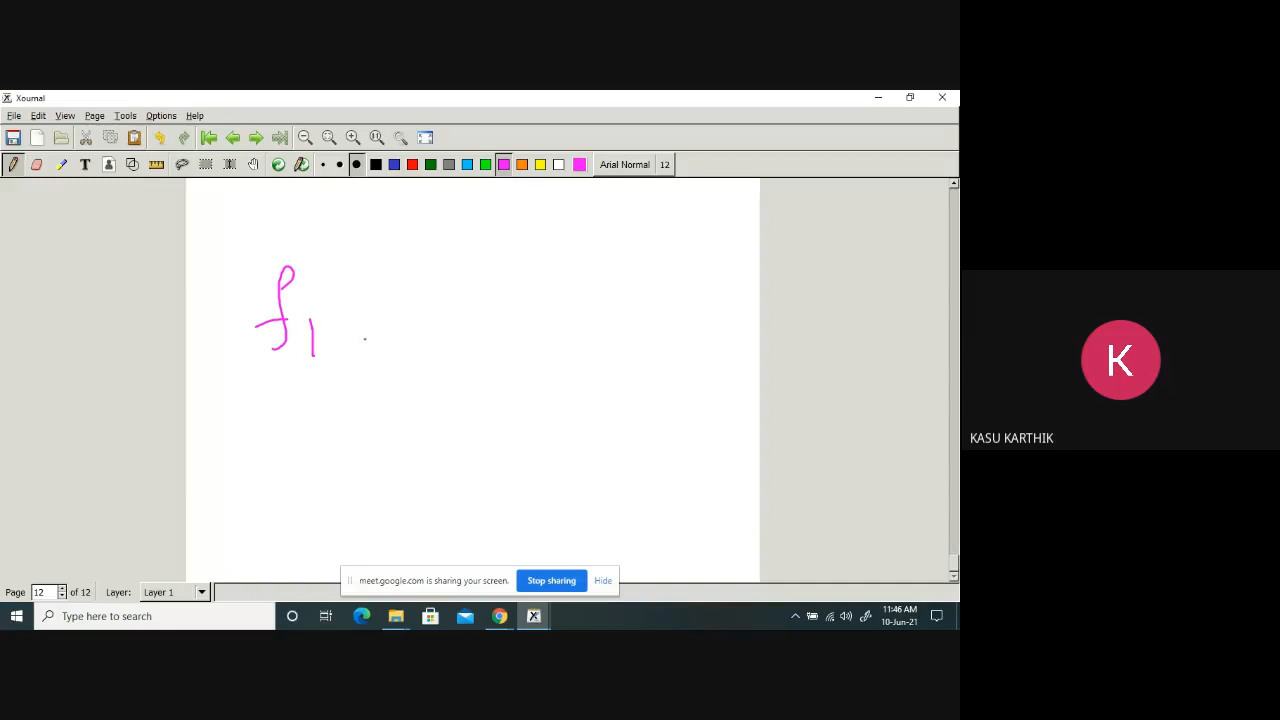 Xournal
File Edit View Page Tools Options Help
T Arial Normal 12
f1
K
KASU KARTHIK
meet.google.com is sharing your screen. Stop sharing Hide
Page 12 of 12 Layer: Layer 1
Type here to search
11:46 AM
10-Jun-21